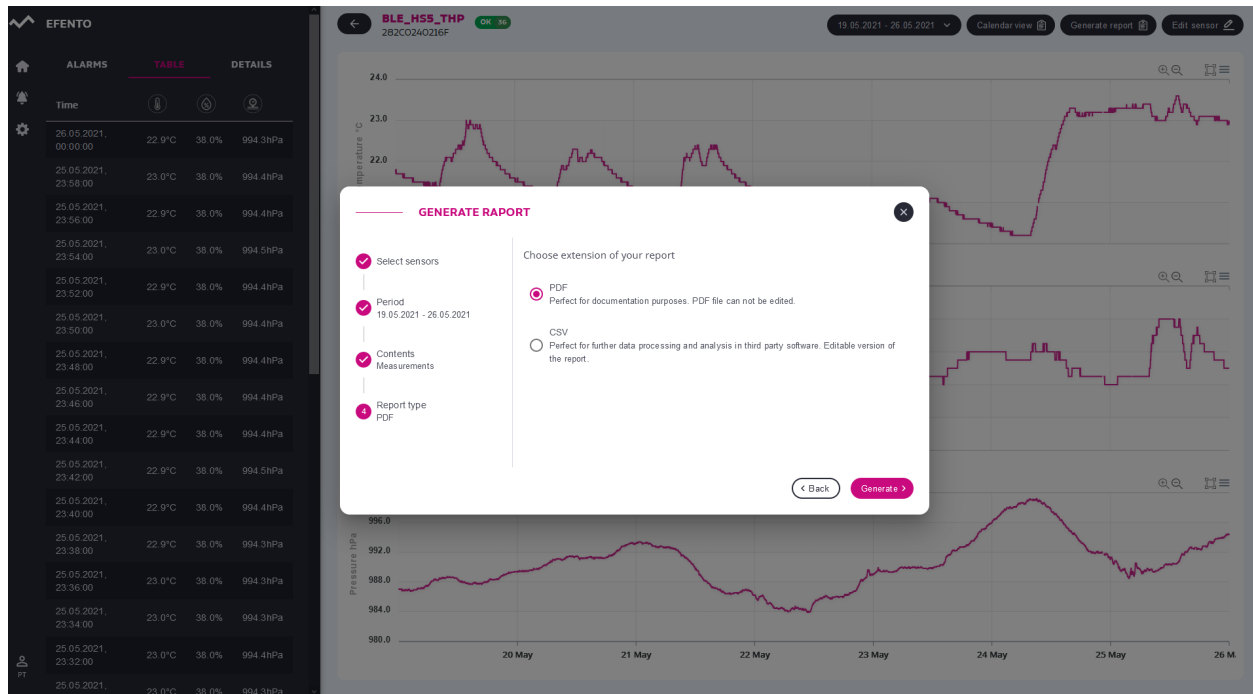 EFENTO
ALARMS TABLE DETAILS
Time
26.05.2021, 00:00:00 22.9°C 38.0% 994.3hPa
25.05.2021, 23:58:00 23.0°C 38.0% 994.4hPa
25.05.2021, 23:56:00 22.9°C 38.0% 994.4hPa
25.05.2021, 23:54:00 23.0°C 38.0% 994.5hPa
25.05.2021, 23:52:00 22.9°C 38.0% 994.4hPa
25.05.2021, 23:50:00 23.0°C 38.0% 994.4hPa
25.05.2021, 23:48:00 22.9°C 38.0% 994.4hPa
25.05.2021, 23:46:00 22.9°C 38.0% 994.4hPa
25.05.2021, 23:44:00 22.9°C 38.0% 994.4hPa
25.05.2021, 23:42:00 22.9°C 38.0% 994.5hPa
25.05.2021, 23:40:00 22.9°C 38.0% 994.4hPa
25.05.2021, 23:38:00 22.9°C 38.0% 994.3hPa
25.05.2021, 23:36:00 23.0°C 38.0% 994.3hPa
25.05.2021, 23:34:00 23.0°C 38.0% 994.3hPa
25.05.2021, 23:32:00 23.0°C 38.0% 994.4hPa
25.05.2021, 23.0°C 38.0% 994.3hPa
PT
BLE_HS5_THP OK 36
282C0240216F
19.05.2021 - 26.05.2021 Calendar view Generate report Edit sensor
24.0
23.0
22.0
mperature °C
GENERATE RAPORT
Select sensors
Period
19.05.2021 - 26.05.2021
Contents
Measurements
4 Report type
PDF
Choose extension of your report
PDF
Perfect for documentation purposes. PDF file can not be edited.
CSV
Perfect for further data processing and analysis in third party software. Editable version of
the report.
< Back Generate >
996.0
992.0
988.0
984.0
980.0
Pressure hPa
20 May 21 May 22 May 23 May 24 May 25 May 26 M.